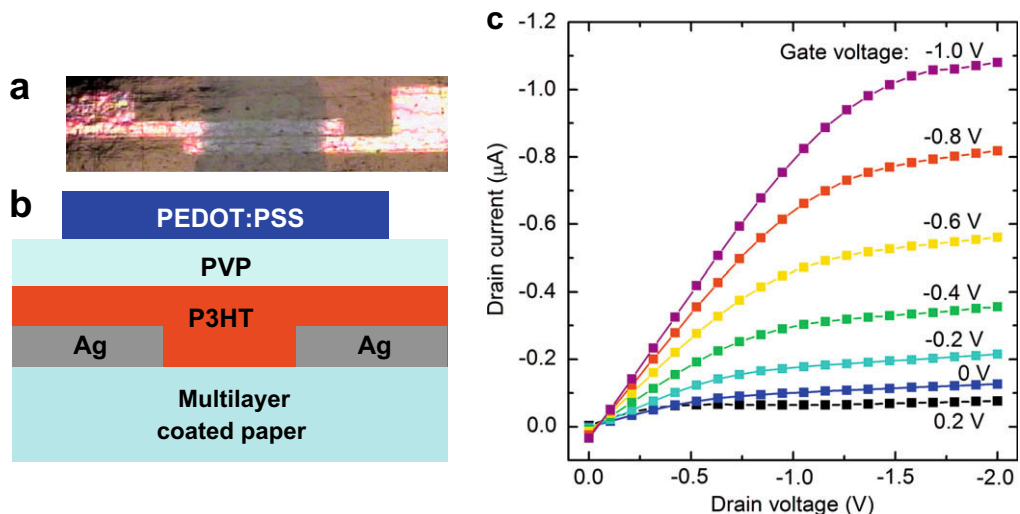 a
b
PEDOT:PSS
PVP
P3HT
Ag
Ag
Multilayer
coated paper
c
Drain current (μA)
-1.2
-1.0
-0.8
-0.6
-0.4
-0.2
0.0
Gate voltage: -1.0 V
-0.8 V
-0.6 V
-0.4 V
-0.2 V
0 V
0.2 V
0.0 -0.5 -1.0 -1.5 -2.0
Drain voltage (V)